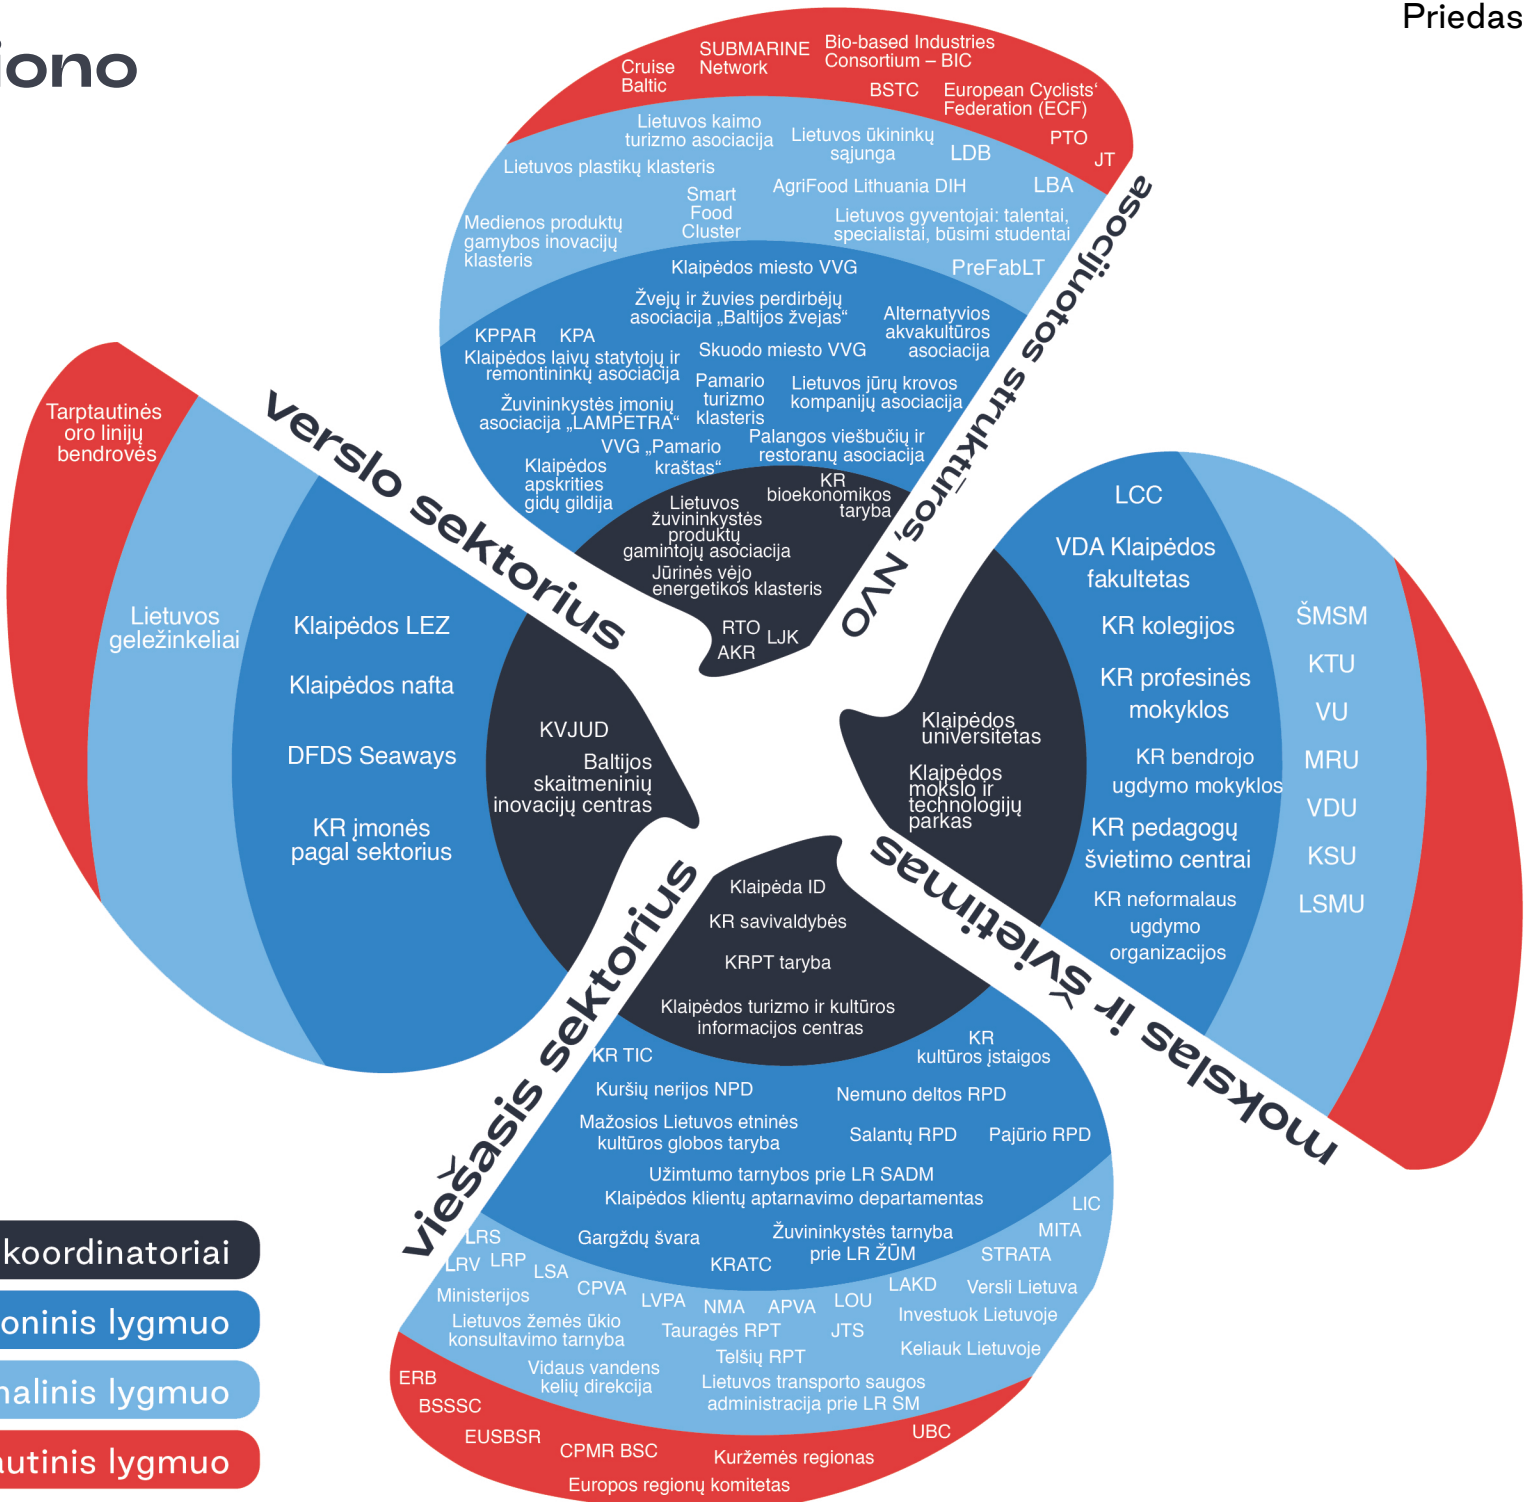 Priedas
iono
Cruise
Baltic
SUBMARINE
Network
Bio-based Industries
Consortium – BIC
BSTC
European Cyclists‘
Federation (ECF)
PTO
JT
Lietuvos kaimo
turizmo asociacija
Lietuvos ūkininkų
sąjunga
LDB
Lietuvos plastikų klasteris
AgriFood Lithuania DIH
LBA
Smart
Food
Cluster
Medienos produktų
gamybos inovacijų
klasteris
Lietuvos gyventojai: talentai,
specialistai, būsimi studentai
PreFabLT
Klaipėdos miesto VVG
Žvejų ir žuvies perdirbėjų
asociacija „Baltijos žvejas“
Alternatyvios
akvakultūros
asociacija
KPPAR
KPA
Klaipėdos laivų statytojų ir
remontininkų asociacija
Skuodo miesto VVG
Pamario
turizmo
klasteris
Lietuvos jūrų krovos
kompanijų asociacija
Žuvininkystės įmonių
asociacija „LAMPETRA“
VVG „Pamario
kraštas“
Palangos viešbučių ir
restoranų asociacija
Klaipėdos
apskrities
gidų gildija
KR
bioekonomikos
taryba
Lietuvos
žuvininkystės
produktų
gamintojų asociacija
Jūrinės vėjo
energetikos klasteris
RTO
LJK
AKR
asocijuotos struktūros, NVO
verslo sektorius
Tarptautinės
oro linijų
bendrovės
Lietuvos
geležinkeliai
Klaipėdos LEZ
Klaipėdos nafta
DFDS Seaways
KR įmonės
pagal sektorius
KVJUD
Baltijos
skaitmeninių
inovacijų centras
LCC
VDA Klaipėdos
fakultetas
KR kolegijos
KR profesinės
mokyklos
KR bendrojo
ugdymo mokyklos
KR pedagogų
švietimo centrai
KR neformalaus
ugdymo
organizacijos
ŠMSM
KTU
VU
MRU
VDU
KSU
LSMU
Klaipėdos
universitetas
Klaipėdos
mokslo ir
technologijų
parkas
mokslas ir švietimas
viešasis sektorius
Klaipėda ID
KR savivaldybės
KRPT taryba
Klaipėdos turizmo ir kultūros
informacijos centras
KR TIC
KR
kultūros įstaigos
Kuršių nerijos NPD
Nemuno deltos RPD
Mažosios Lietuvos etninės
kultūros globos taryba
Salantų RPD
Pajūrio RPD
Užimtumo tarnybos prie LR SADM
Klaipėdos klientų aptarnavimo departamentas
Gargždų švara
Žuvininkystės tarnyba
prie LR ŽŪM
KRATC
LIC
MITA
STRATA
LRS
LRV
LRP
LSA
Ministerijos
CPVA
LVPA
NMA
APVA
LOU
LAKD
Versli Lietuva
Investuok Lietuvoje
Lietuvos žemės ūkio
konsultavimo tarnyba
Tauragės RPT
JTS
Keliauk Lietuvoje
Telšių RPT
Vidaus vandens
kelių direkcija
Lietuvos transporto saugos
administracija prie LR SM
ERB
BSSSC
EUSBSR
CPMR BSC
Kuržemės regionas
UBC
Europos regionų komitetas
koordinatoriai
oninis lygmuo
nalinis lygmuo
autinis lygmuo